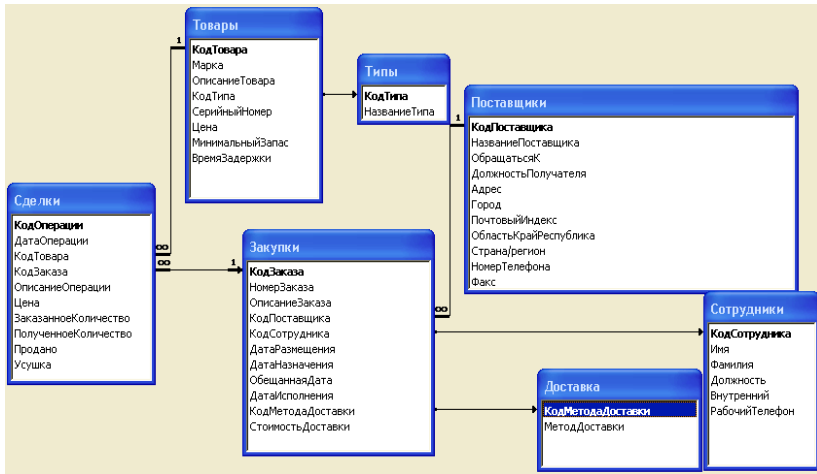 Товары
КодТовара
Марка
ОписаниеТовара
КодТипа
СерийныйНомер
Цена
МинимальныйЗапас
ВремяЗадержки
1
Типы
КодТипа
НазваниеТипа
Поставщики
1
КодПоставщика
НазваниеПоставщика
ОбращатьсяК
ДолжностьПолучателя
Адрес
Город
ПочтовыйИндекс
ОбластьКрайРеспублика
Страна/регион
НомерТелефона
Факс
Сделки
КодОперации
ДатаОперации
КодТовара
КодЗаказа
ОписаниеОперации
Цена
ЗаказанноеКоличество
ПолученноеКоличество
Продано
Усушка
∞
∞
1
Закупки
КодЗаказа
НомерЗаказа
ОписаниеЗаказа
КодПоставщика
КодСотрудника
ДатаРазмещения
ДатаНазначения
ОбещаннаяДата
ДатаИсполнения
КодМетодаДоставки
СтоимостьДоставки
∞
Сотрудники
КодСотрудника
Имя
Фамилия
Должность
Внутренний
РабочийТелефон
Доставка
КодМетодаДоставки
МетодДоставки